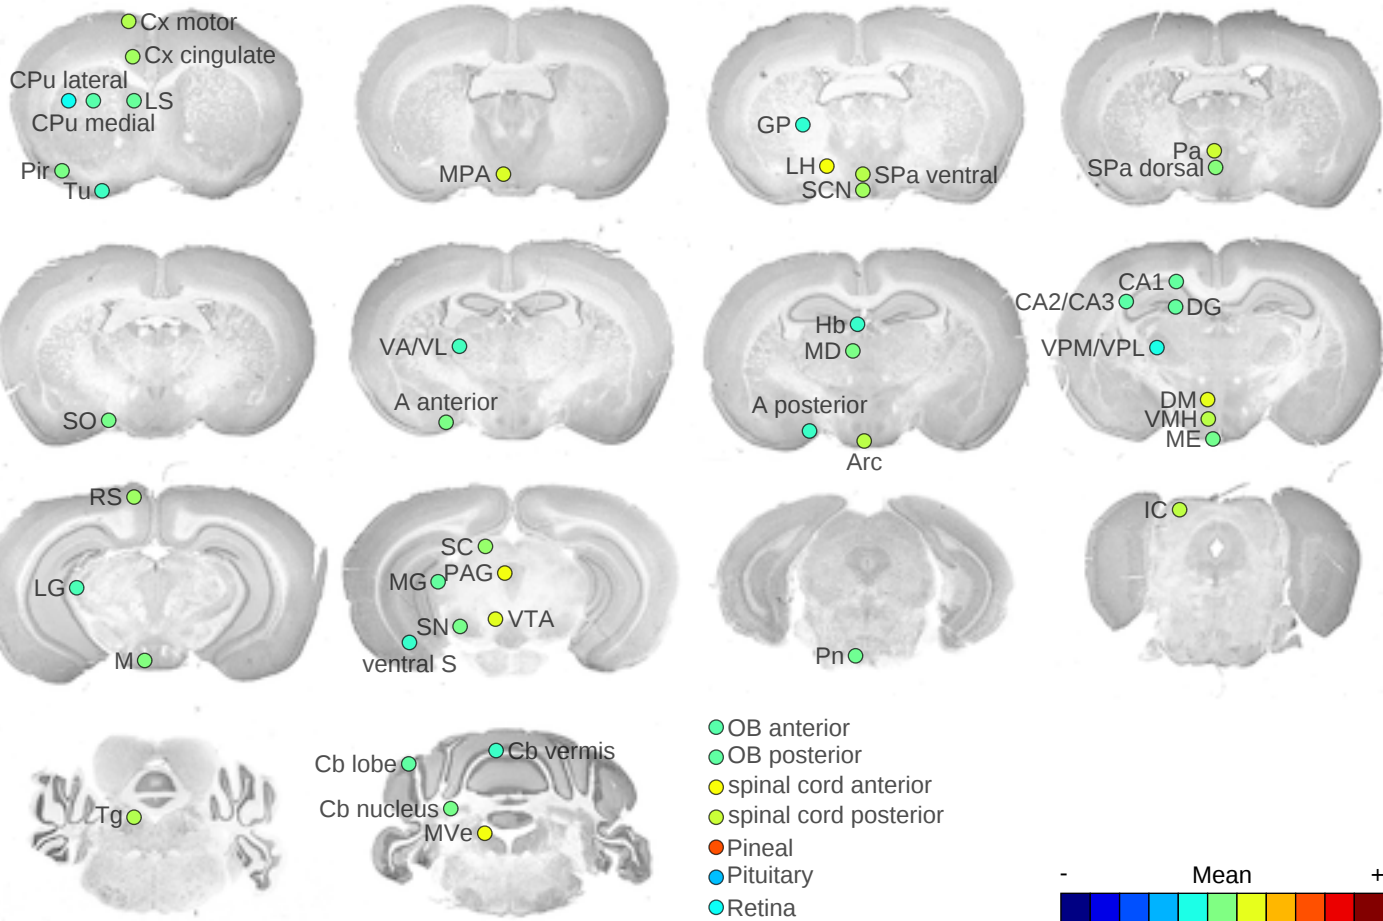 Cx motor
Cx cingulate
CPu lateral
LS
CPu medial
Pir
Tu
MPA
GP
LH
SPa ventral
SCN
Pa
SPa dorsal
SO
VA/VL
A anterior
Hb
MD
A posterior
Arc
CA1
CA2/CA3
DG
VPM/VPL
DM
VMH
ME
RS
LG
M
SC
PAG
MG
VTA
SN
ventral S
Pn
IC
Tg
Cb vermis
Cb lobe
Cb nucleus
MVe
OB anterior
OB posterior
spinal cord anterior
spinal cord posterior
Pineal
Pituitary
Retina
- Mean +